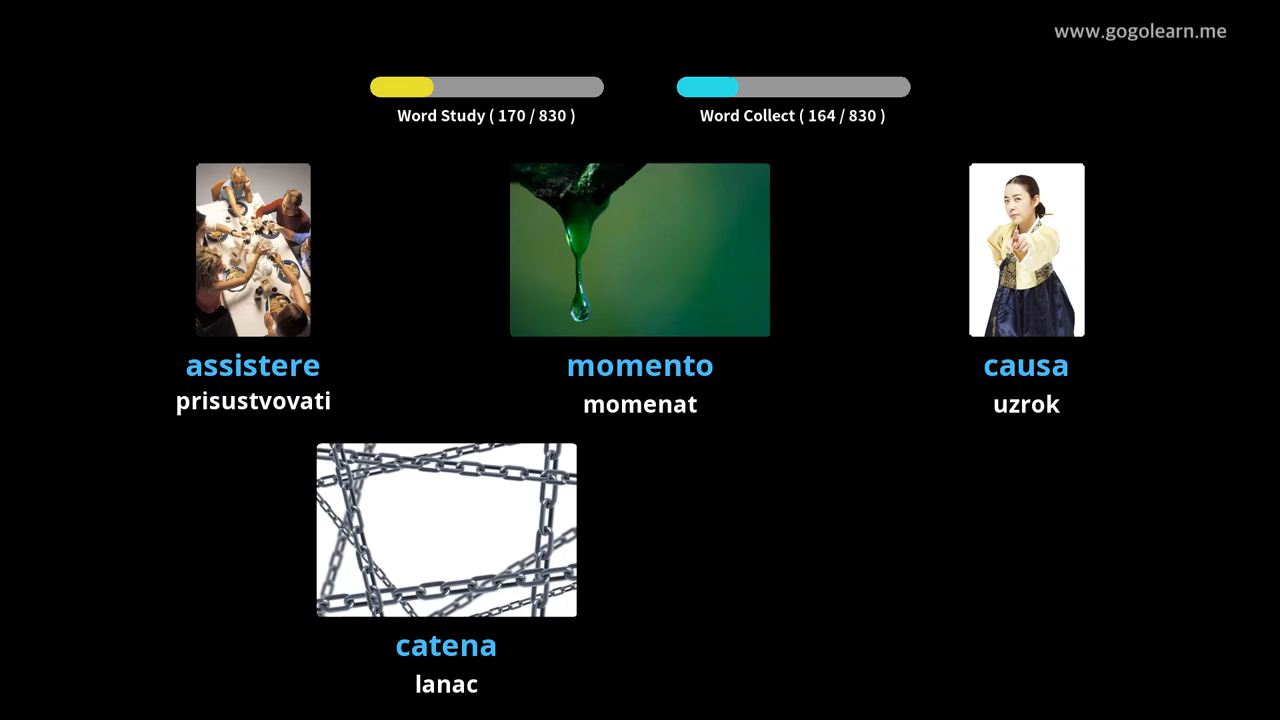 www.gogolearn.me
Word Study ( 170 / 830 )
Word Collect ( 164 / 830 )
assistere
prisustvovati
momento
momenat
causa
uzrok
catena
lanac